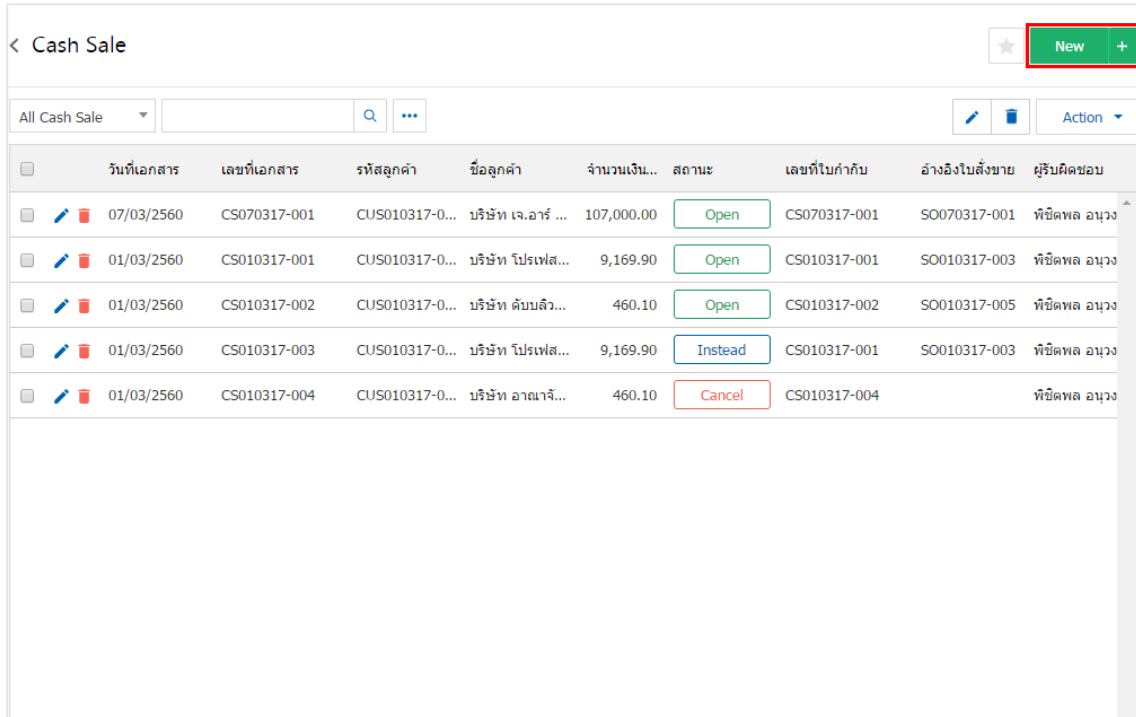 < Cash Sale
New +
All Cash Sale
Action
วันที่เอกสาร เลขที่เอกสาร รหัสลูกค้า ชื่อลูกค้า จำนวนเงิน... สถานะ เลขที่ใบกำกับ อ้างอิงใบสั่งขาย ผู้รับผิดชอบ
07/03/2560 CS070317-001 CUS010317-0... บริษัท เจ.อาร์ ... 107,000.00 Open CS070317-001 SO070317-001 พิชิตพล อนุวง
01/03/2560 CS010317-001 CUS010317-0... บริษัท โปรเฟส... 9,169.90 Open CS010317-001 SO010317-003 พิชิตพล อนุวง
01/03/2560 CS010317-002 CUS010317-0... บริษัท ดับบลิว... 460.10 Open CS010317-002 SO010317-005 พิชิตพล อนุวง
01/03/2560 CS010317-003 CUS010317-0... บริษัท โปรเฟส... 9,169.90 Instead CS010317-001 SO010317-003 พิชิตพล อนุวง
01/03/2560 CS010317-004 CUS010317-0... บริษัท อาณาจั... 460.10 Cancel CS010317-004 พิชิตพล อนุวง